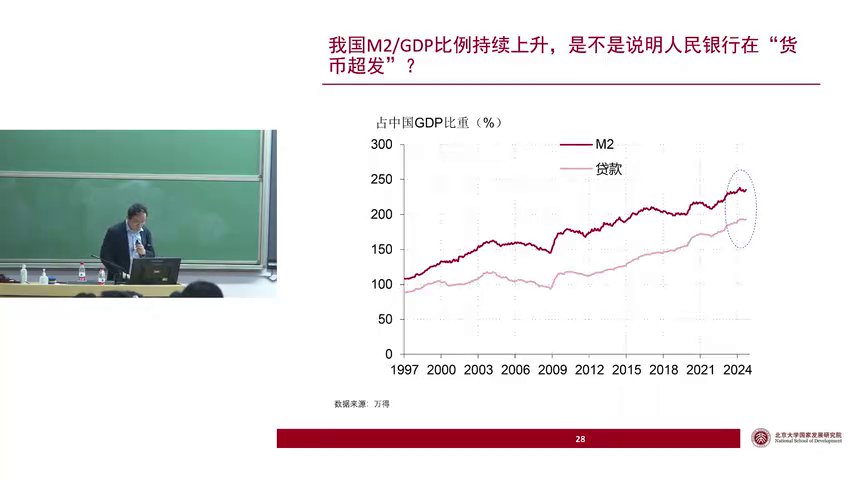 我国M2/GDP比例持续上升，是不是说明人民银行在“货
币超发”？
占中国GDP比重（%）
300
250
200
150
100
50
0
M2
贷款
1997 2000 2003 2006 2009 2012 2015 2018 2021 2024
数据来源：万得
28
北京大学国家发展研究院
National School of Development